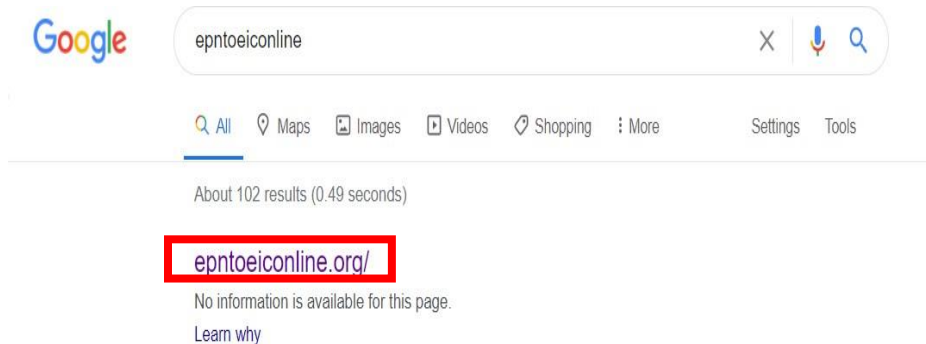 Google epntoeiconline
All Maps Images Videos Shopping More Settings Tools
About 102 results (0.49 seconds)
epntoeiconline.org/
No information is available for this page.
Learn why